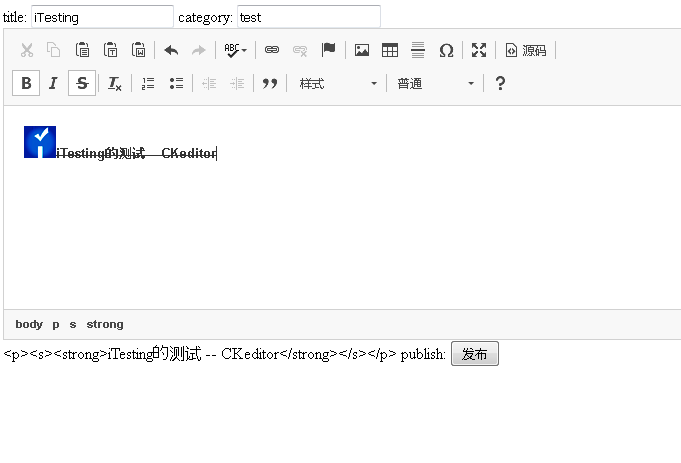 title: iTesting category: test
ABC 源码
B I S Ix 样式 普通 ?
iTesting的测试 -- CKeditor
body p s strong
<p><s><strong>iTesting的测试 -- CKeditor</strong></s></p> publish: 发布